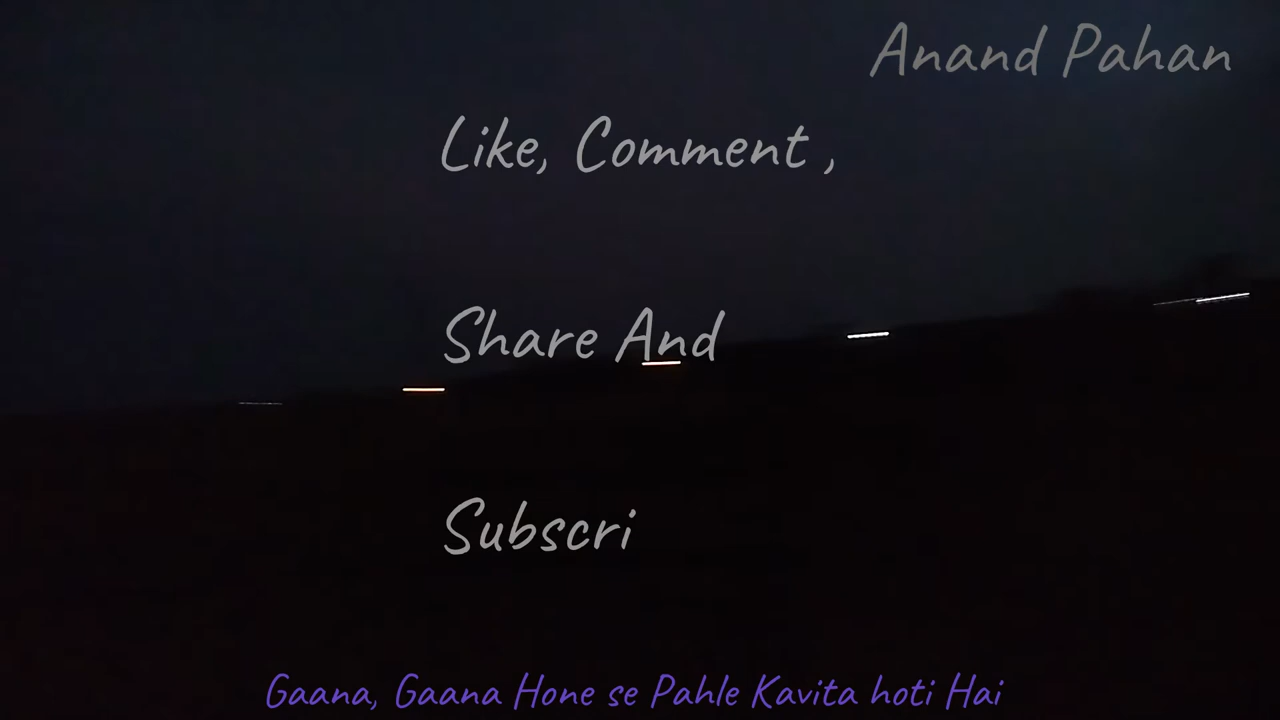 Anand Pahan
Like, Comment ,
Share And
Subscri
Gaana, Gaana Hone se Pahle Kavita hoti Hai